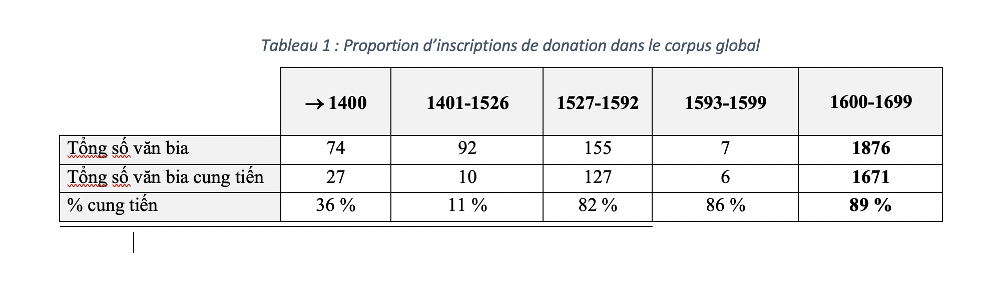 Tableau 1 : Proportion d’inscriptions de donation dans le corpus global
→ 1400 1401-1526 1527-1592 1593-1599 1600-1699
Tổng số văn bia 74 92 155 7 1876
Tổng số văn bia cung tiến 27 10 127 6 1671
% cung tiến 36 % 11 % 82 % 86 % 89 %